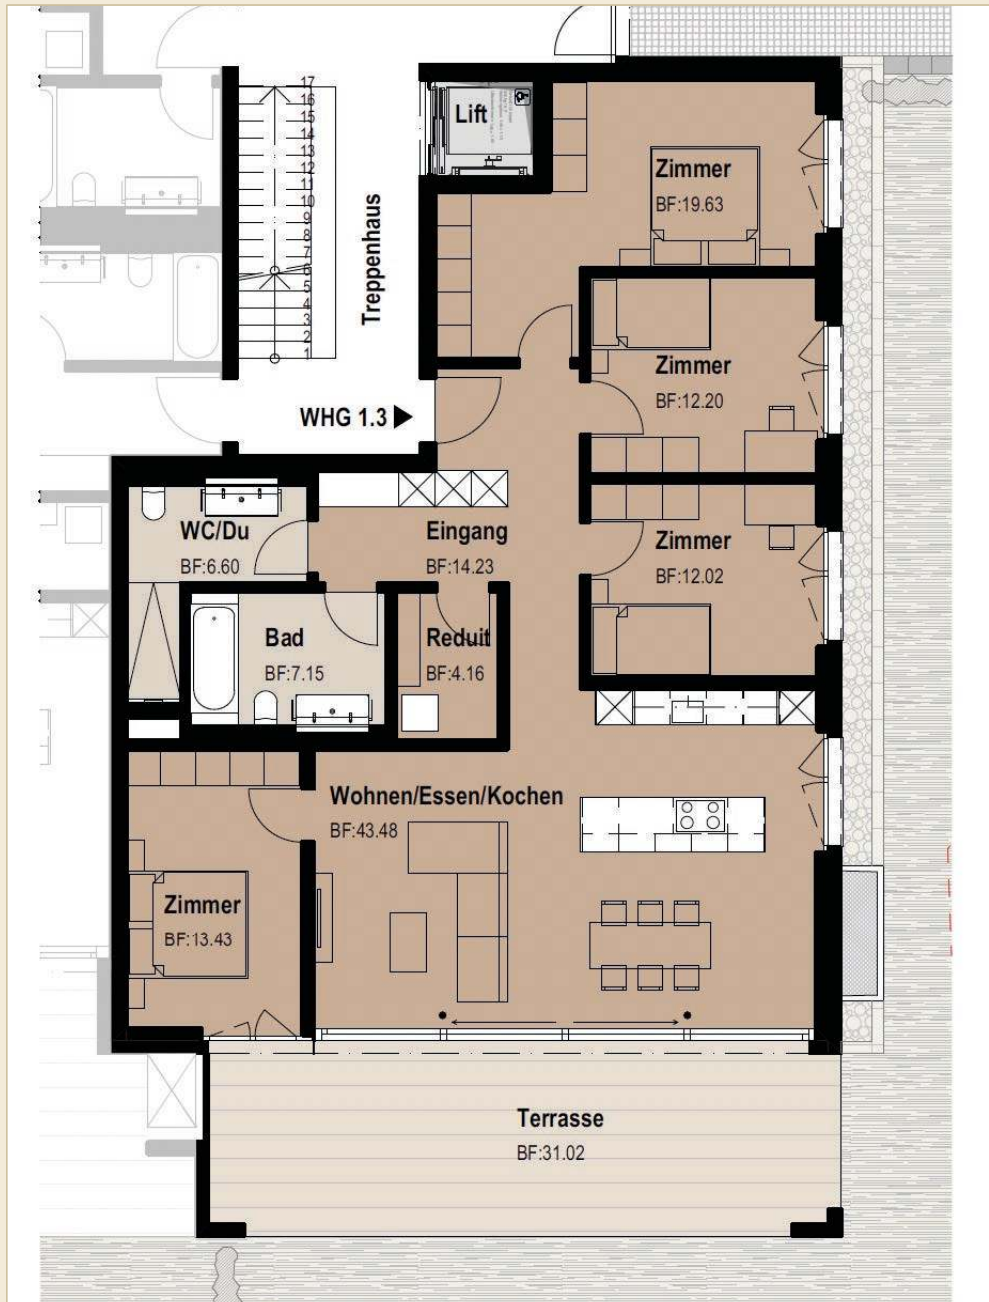 17
16
15
14
13
12
11
10
9
8
7
6
5
4
3
2
1
Treppenhaus
Lift
Zimmer
BF:19.63
Zimmer
BF:12.20
WHG 1.3
WC/Du
BF:6.60
Eingang
BF:14.23
Zimmer
BF:12.02
Bad
BF:7.15
Reduit
BF:4.16
Wohnen/Essen/Kochen
BF:43.48
Zimmer
BF:13.43
Terrasse
BF:31.02